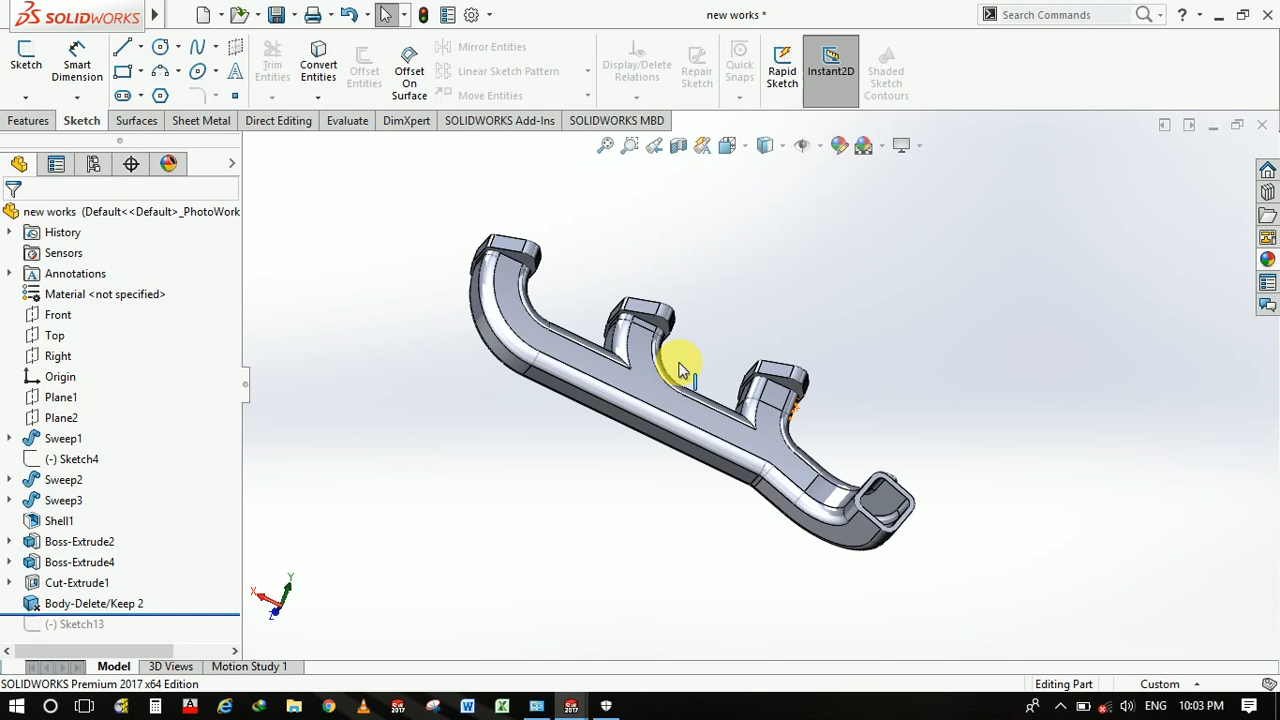 SOLIDWORKS
new works *
Search Commands
?
Sketch
Smart Dimension
Trim Entities
Convert Entities
Offset Entities
Offset On Surface
Mirror Entities
Linear Sketch Pattern
Move Entities
Display/Delete Relations
Repair Sketch
Quick Snaps
Rapid Sketch
Instant2D
Shaded Sketch Contours
Features
Sketch
Surfaces
Sheet Metal
Direct Editing
Evaluate
DimXpert
SOLIDWORKS Add-Ins
SOLIDWORKS MBD
new works (Default<<Default>_PhotoWork
History
Sensors
Annotations
Material <not specified>
Front
Top
Right
Origin
Plane1
Plane2
Sweep1
(-) Sketch4
Sweep2
Sweep3
Shell1
Boss-Extrude2
Boss-Extrude4
Cut-Extrude1
Body-Delete/Keep 2
(-) Sketch13
X
Y
Z
Model
3D Views
Motion Study 1
SOLIDWORKS Premium 2017 x64 Edition
Editing Part
Custom
10:03 PM